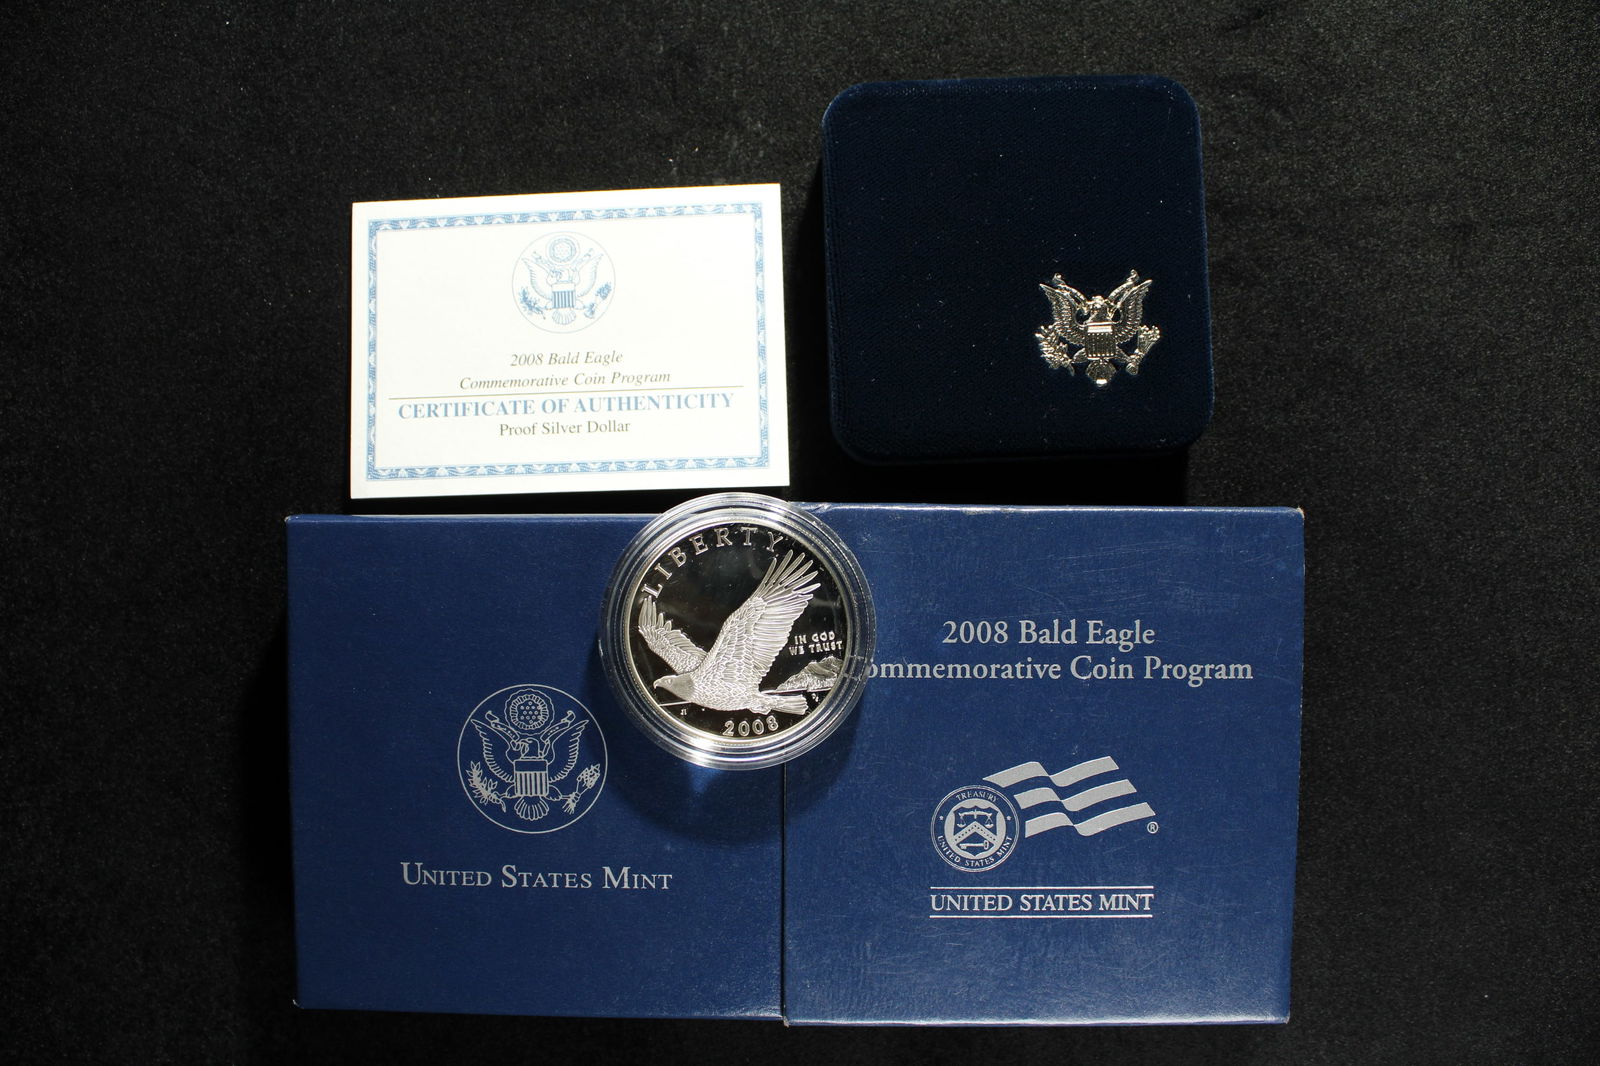 2008 Bald Eagle
Commemorative Coin Program
CERTIFICATE OF AUTHENTICITY
Proof Silver Dollar
LIBERTY
IN GOD
WE TRUST
JI
2008
UNITED STATES MINT
2008 Bald Eagle
ommemorative Coin Program
TREASURY
UNITED STATES MINT
®
UNITED STATES MINT